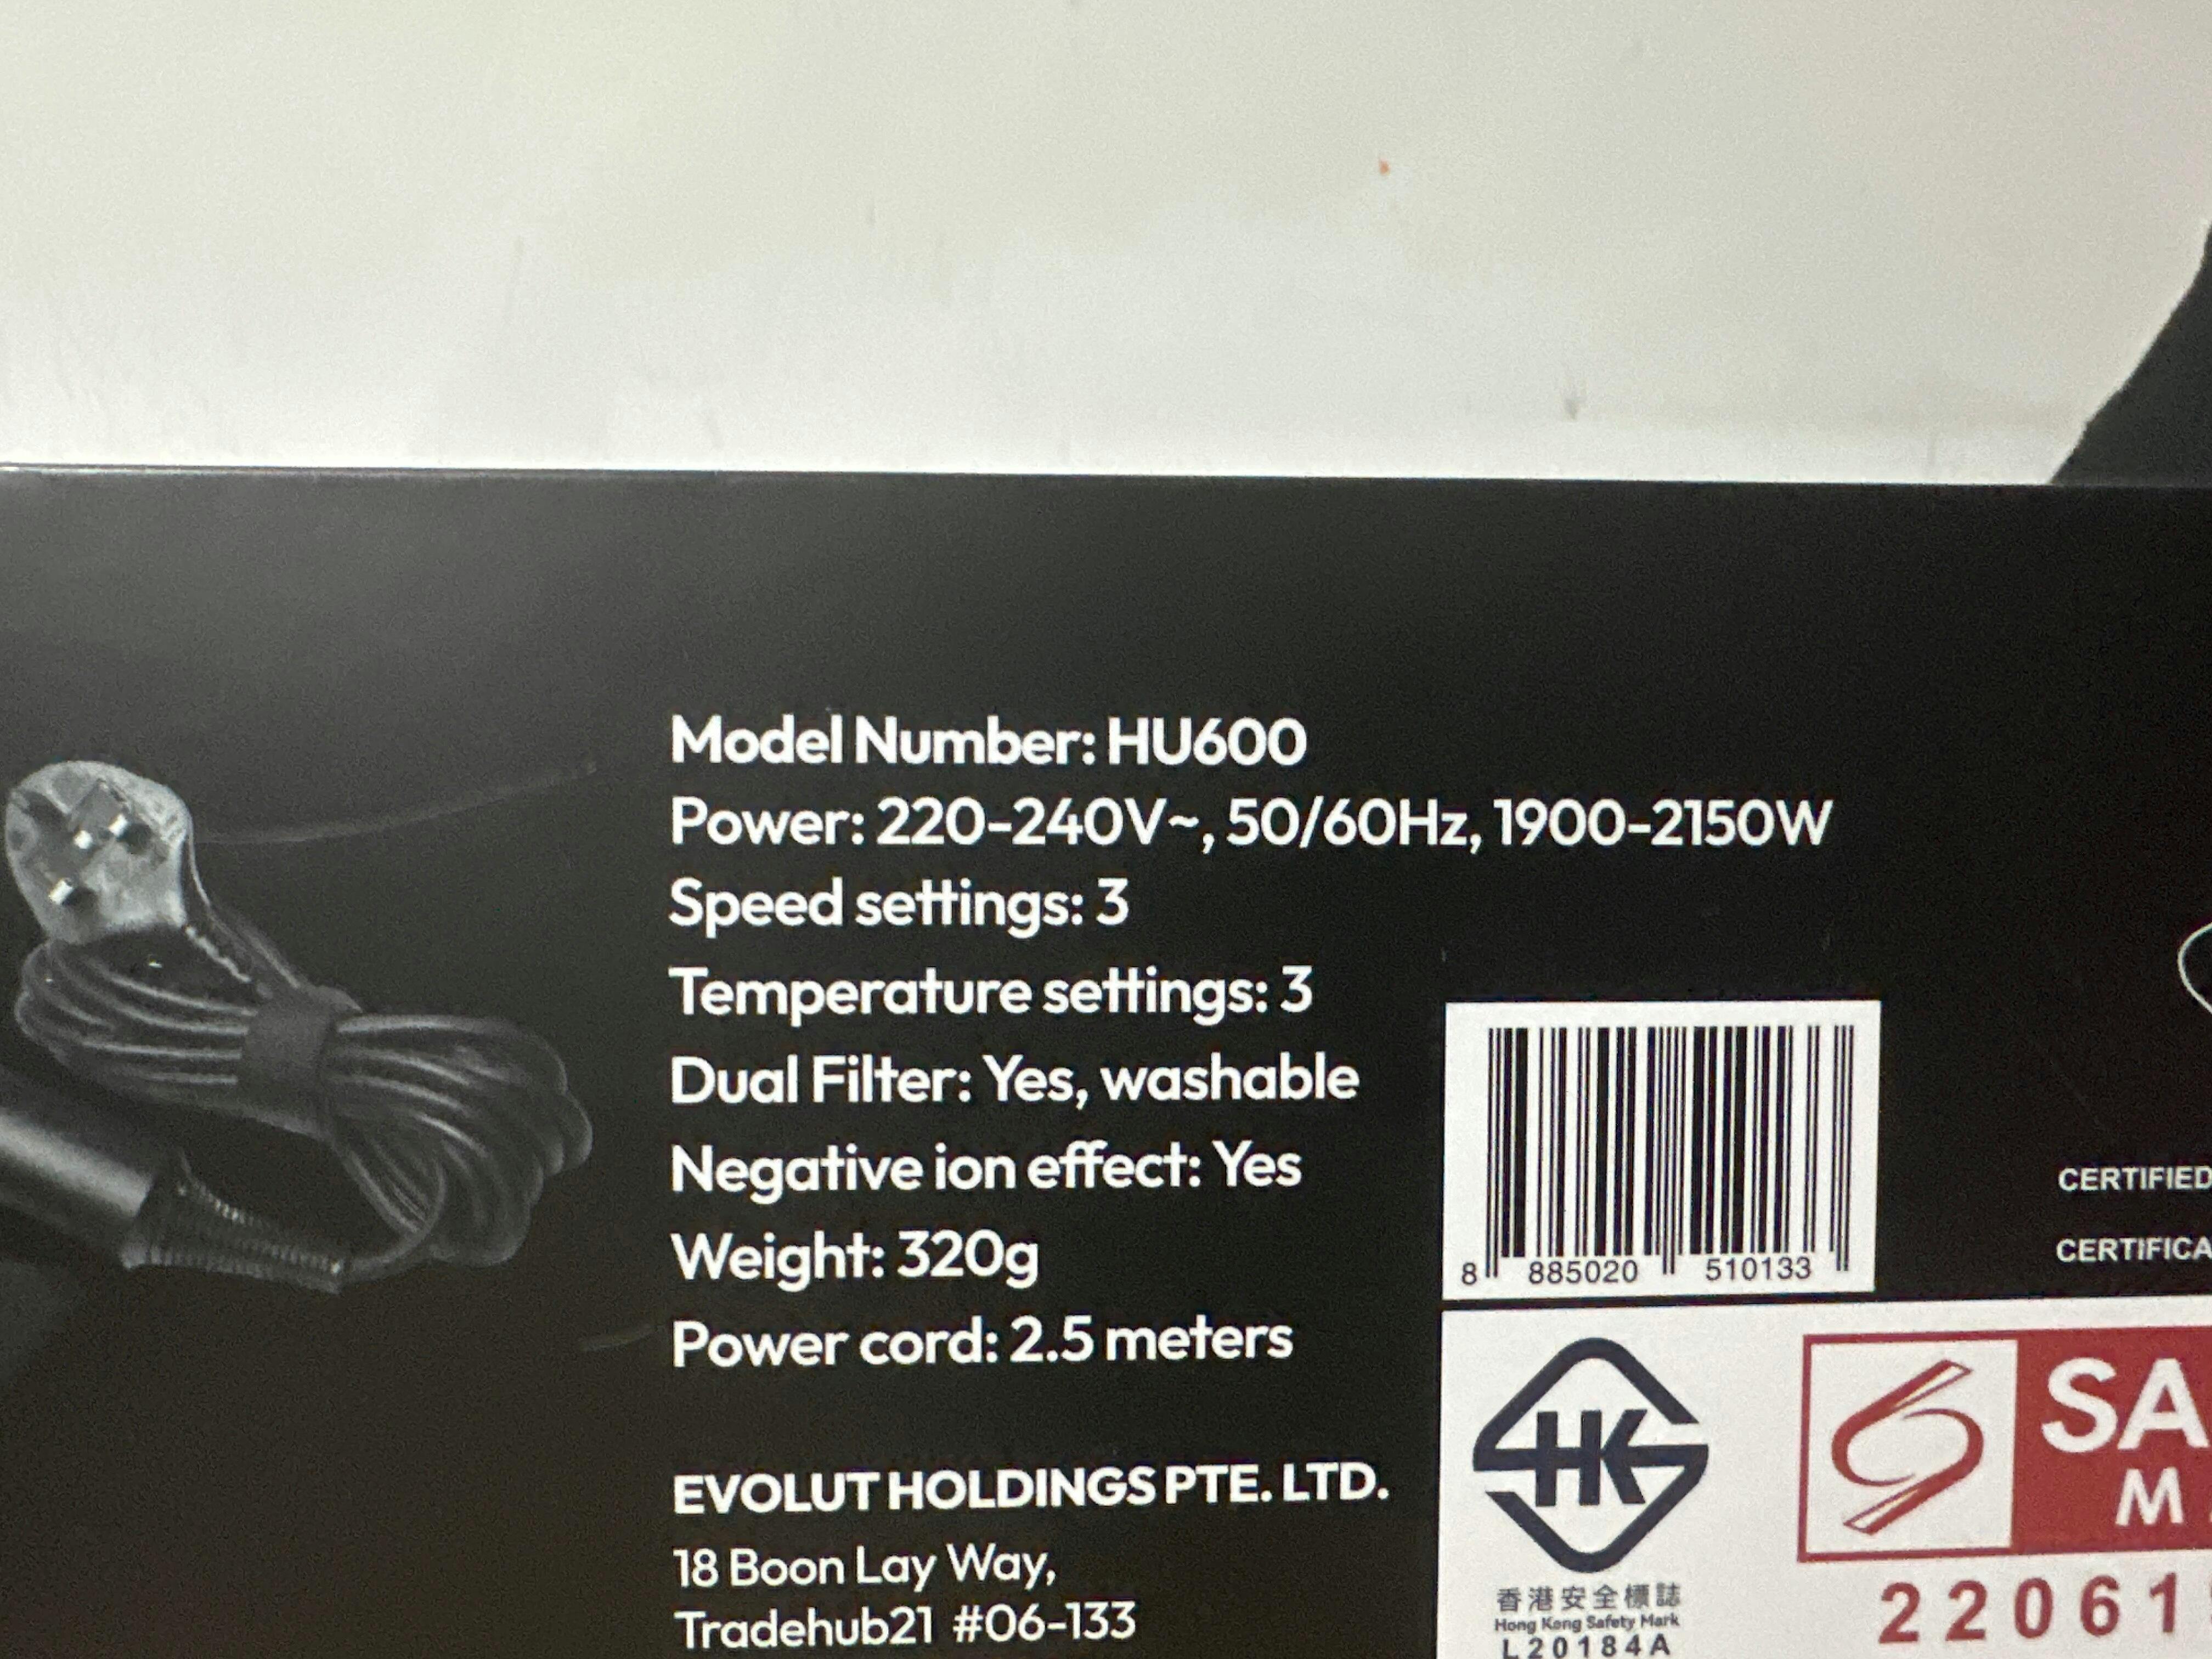 Model Number: HU600
Power: 220-240V~, 50/60Hz, 1900-2150W
Speed settings: 3
Temperature settings: 3
Dual Filter: Yes, washable
Negative ion effect: Yes
Weight: 320g
Power cord: 2.5 meters
EVOLUT HOLDINGS PTE. LTD.
18 Boon Lay Way,
Tradehub21 #06-133
8 885020 510133
CERTIFIED
HK
香港安全標誌
Hong Kong Safety Mark
L20184A
SA
M
22061